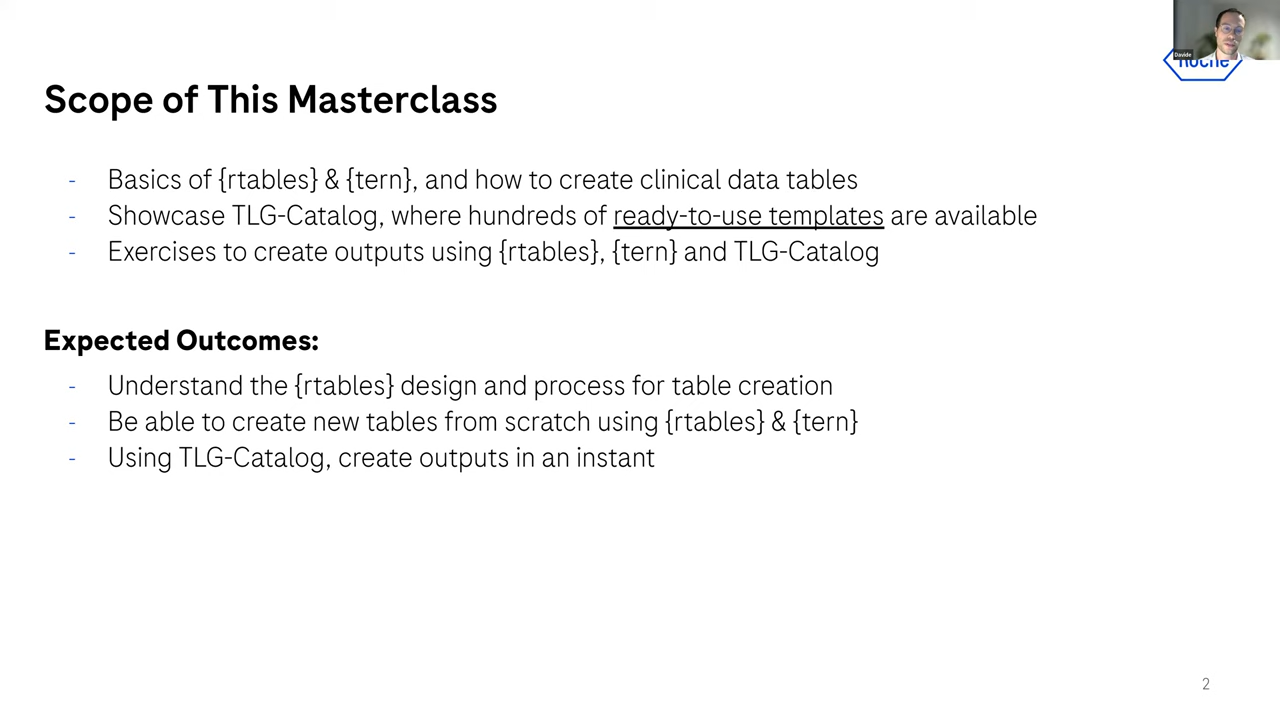 Davide
Roche
Scope of This Masterclass
- Basics of {rtables} & {tern}, and how to create clinical data tables
- Showcase TLG-Catalog, where hundreds of ready-to-use templates are available
- Exercises to create outputs using {rtables}, {tern} and TLG-Catalog
Expected Outcomes:
- Understand the {rtables} design and process for table creation
- Be able to create new tables from scratch using {rtables} & {tern}
- Using TLG-Catalog, create outputs in an instant
2